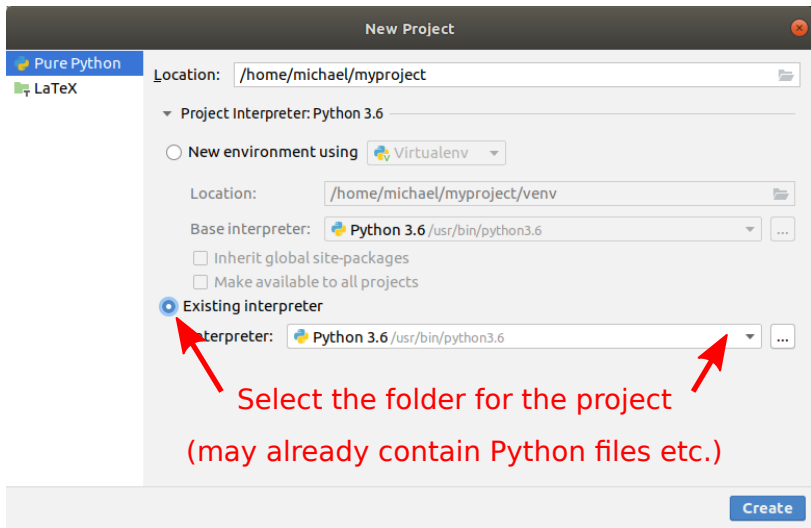 New Project
Pure Python
LaTeX
Location: /home/michael/myproject
Project Interpreter: Python 3.6
New environment using Virtualenv
Location: /home/michael/myproject/venv
Base interpreter: Python 3.6 /usr/bin/python3.6 ...
Inherit global site-packages
Make available to all projects
Existing interpreter
Interpreter: Python 3.6 /usr/bin/python3.6 ...
Select the folder for the project
(may already contain Python files etc.)
Create